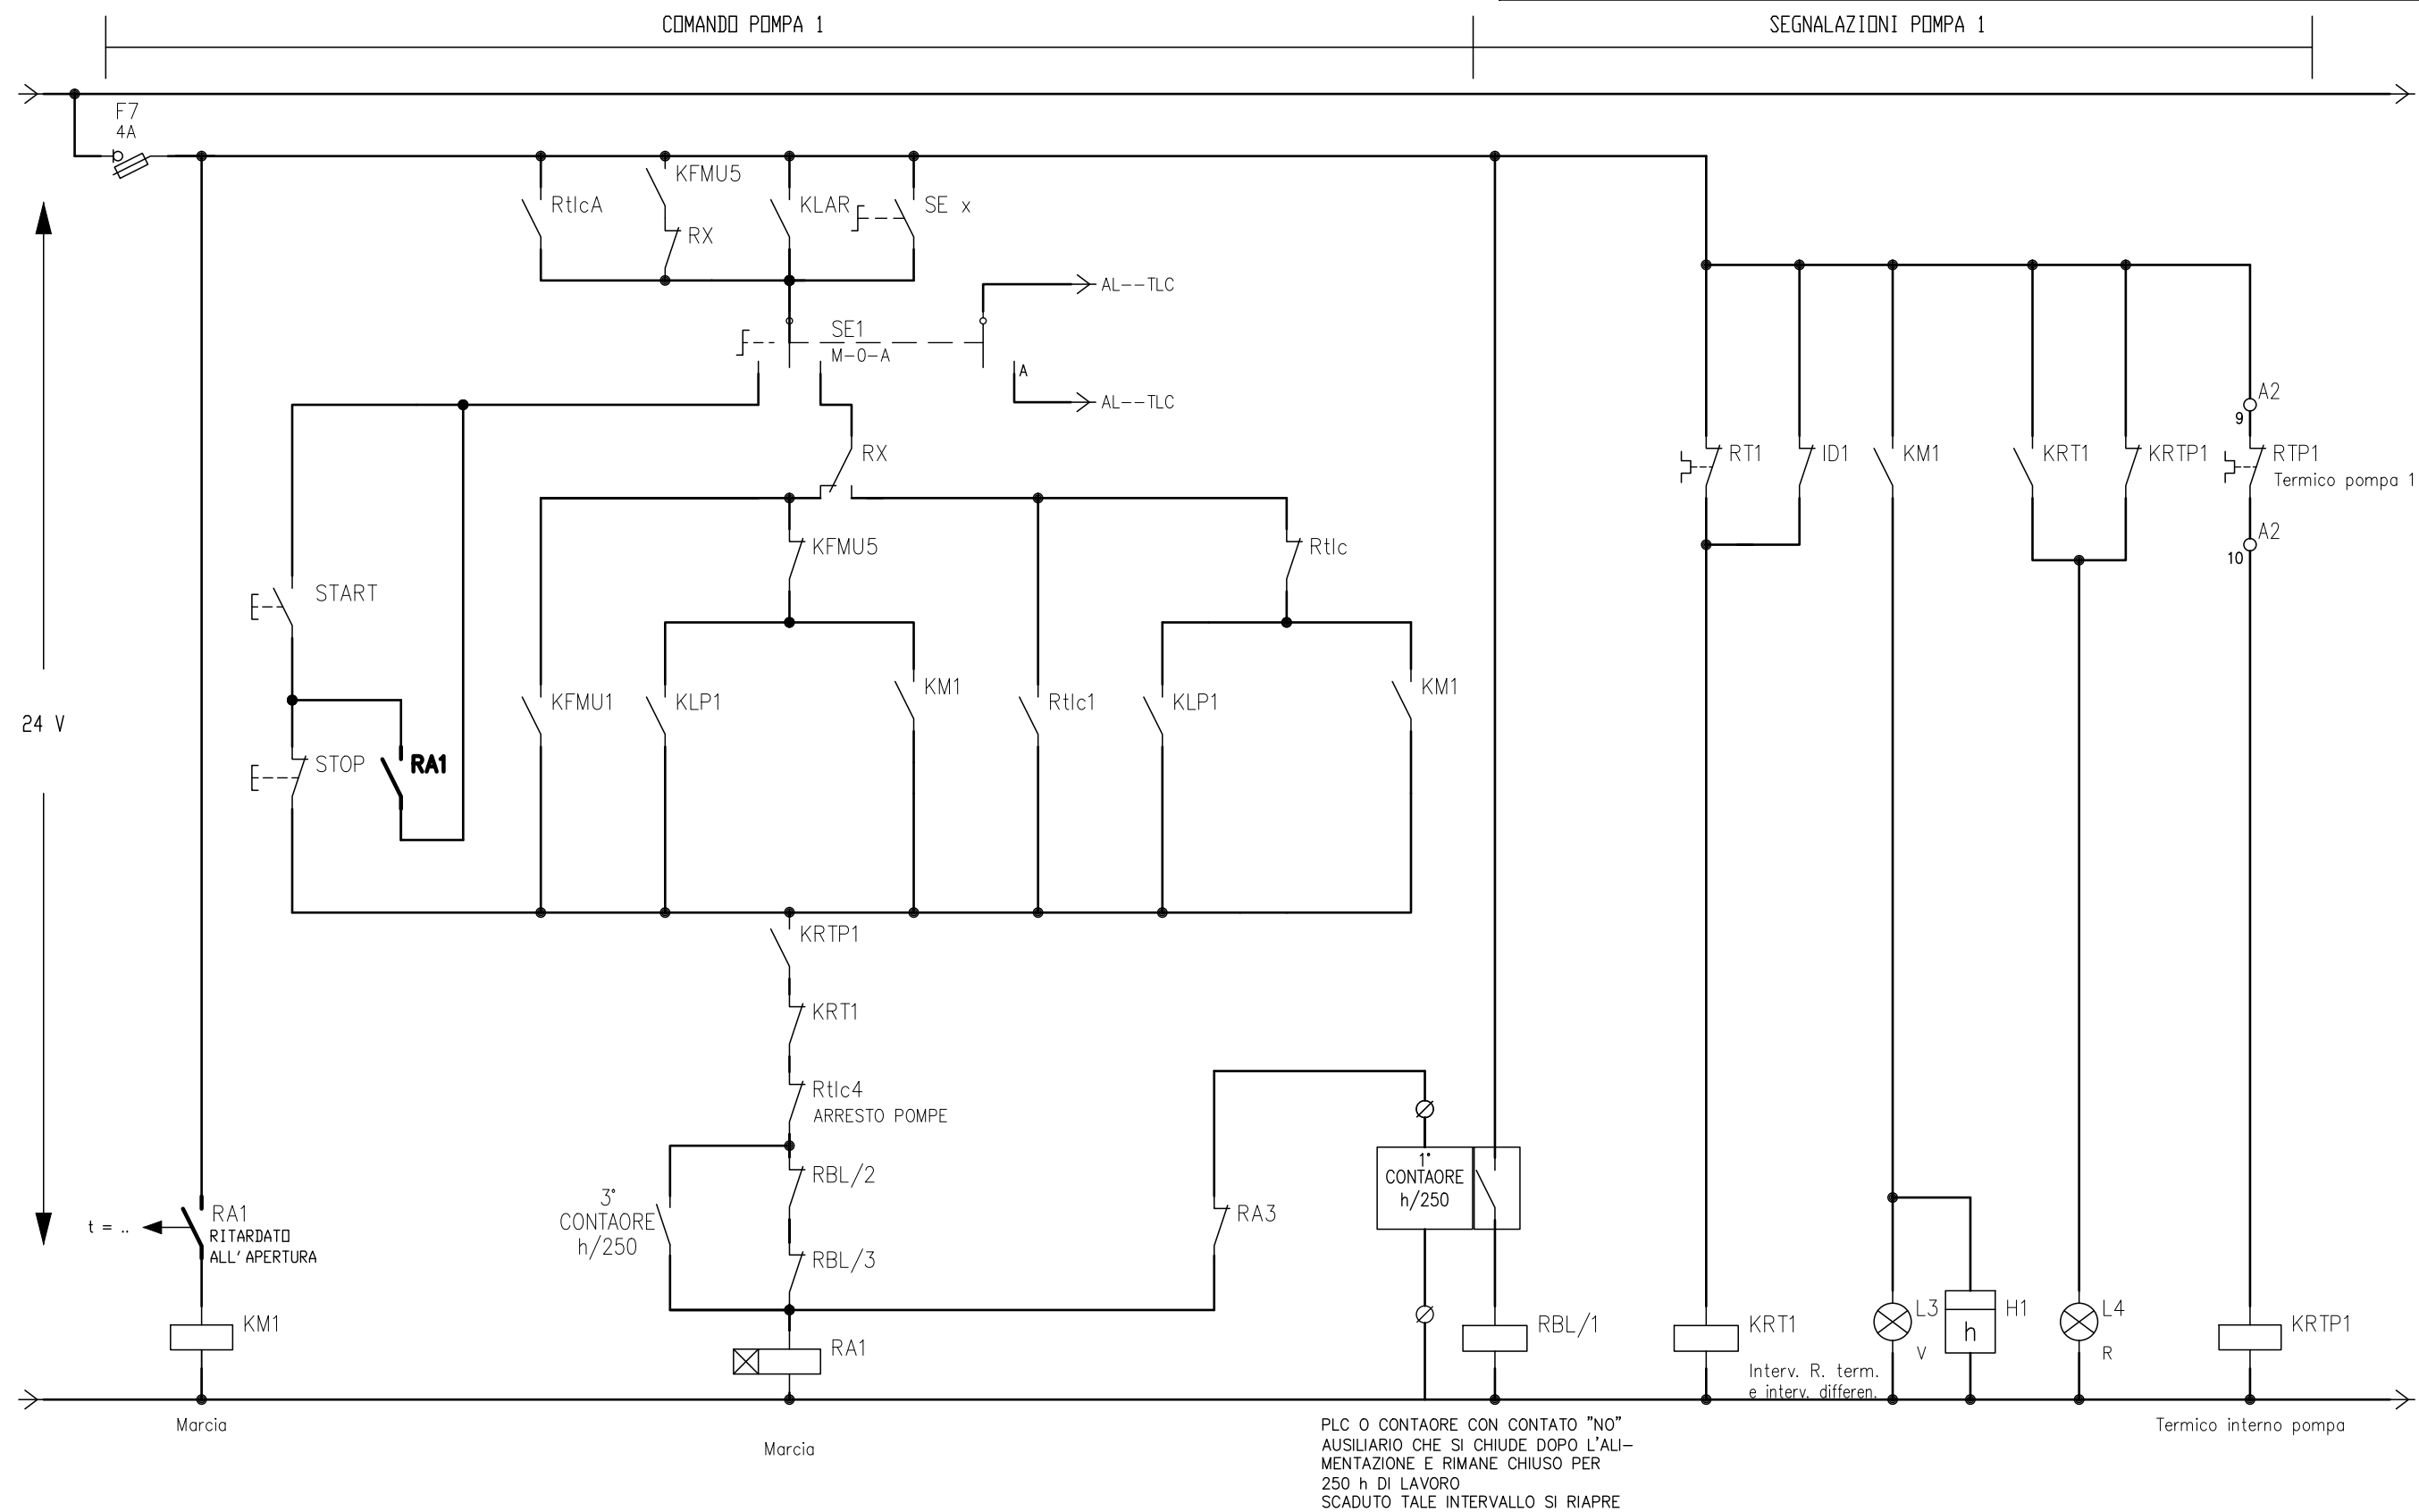 COMANDO POMPA 1
SEGNALAZIONI POMPA 1
F7
4A
KFMU5
RtlcA
KLAR
SE x
RX
AL--TLC
SE1
M-0-A
A
AL--TLC
A2
9
RX
RT1
ID1
KM1
KRT1
KRTP1
RTP1
Termico pompa 1
KFMU5
Rtlc
A2
10
START
KM1
KM1
KFMU1
KLP1
Rtlc1
KLP1
24 V
STOP
RA1
KRTP1
KRT1
Rtlc4
ARRESTO POMPE
RBL/2
1°
CONTAORE
h/250
3°
CONTAORE
h/250
RA3
t = ..
RA1
RITARDATO
ALL' APERTURA
RBL/3
KM1
RA1
RBL/1
KRT1
L3
V
H1
h
L4
R
KRTP1
Interv. R. term.
e interv. differen.
Marcia
Marcia
Termico interno pompa
PLC O CONTAORE CON CONTATO "NO"
AUSILIARIO CHE SI CHIUDE DOPO L'ALI-
MENTAZIONE E RIMANE CHIUSO PER
250 h DI LAVORO
SCADUTO TALE INTERVALLO SI RIAPRE